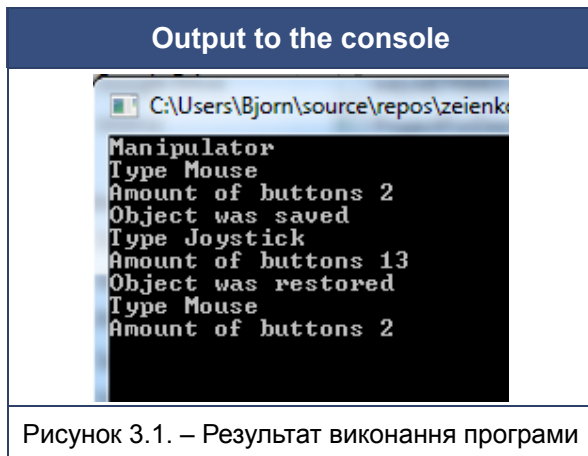 Output to the console
C:\Users\Bjorn\source\repos\zeienk
Manipulator
Type Mouse
Amount of buttons 2
Object was saved
Type Joystick
Amount of buttons 13
Object was restored
Type Mouse
Amount of buttons 2
Рисунок 3.1. – Результат виконання програми